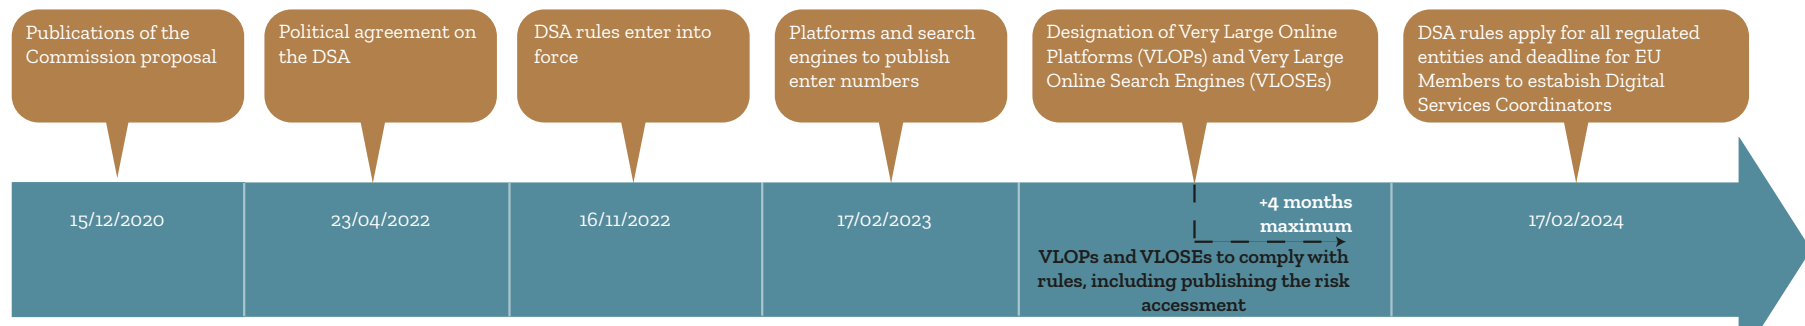 Publications of the
Commission proposal
Political agreement on
the DSA
DSA rules enter into
force
Platforms and search
engines to publish
enter numbers
Designation of Very Large Online
Platforms (VLOPs) and Very Large
Online Search Engines (VLOSEs)
DSA rules apply for all regulated
entities and deadline for EU
Members to estabish Digital
Services Coordinators
15/12/2020
23/04/2022
16/11/2022
17/02/2023
+4 months
maximum
VLOPs and VLOSEs to comply with
rules, including publishing the risk
accessment
17/02/2024